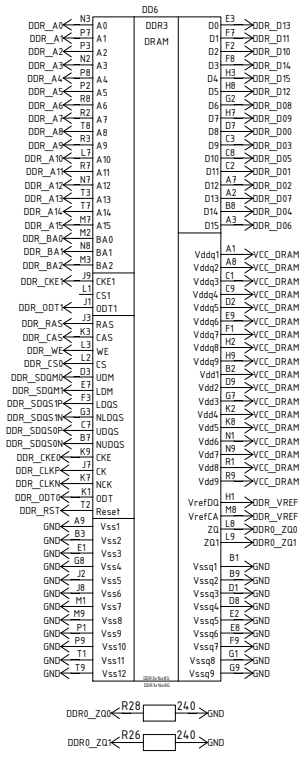 DD6
DDR3
DRAM
DDR_A0 N3 A0
DDR_A1 P7 A1
DDR_A2 P3 A2
DDR_A3 N2 A3
DDR_A4 P8 A4
DDR_A5 P2 A5
DDR_A6 R8 A6
DDR_A7 R2 A7
DDR_A8 T8 A8
DDR_A9 R3 A9
DDR_A10 L7 A10
DDR_A11 R7 A11
DDR_A12 N7 A12
DDR_A13 T3 A13
DDR_A14 T7 A14
DDR_A15 M7 A15
DDR_BA0 M2 BA0
DDR_BA1 N8 BA1
DDR_BA2 M3 BA2
DDR_CKE1 J9 CKE1
L1 CS1
DDR_ODT1 J1 ODT1
DDR_RAS J3 RAS
DDR_CAS K3 CAS
DDR_WE L3 WE
DDR_CS0 L2 CS
DDR_SDQM0 D3 UDM
DDR_SDQM1 E7 LDM
DDR_SDQS1P F3 LDQS
DDR_SDQS1N G3 NLDQS
DDR_SDQS0P C7 UDQS
DDR_SDQS0N B7 NUDQS
DDR_CKE0 K9 CKE
DDR_CLKP J7 CK
DDR_CLKN K7 NCK
DDR_ODT0 K1 ODT
DDR_RST T2 Reset
GND A9 Vss1
GND B3 Vss2
GND E1 Vss3
GND G8 Vss4
GND J2 Vss5
GND J8 Vss6
GND M1 Vss7
GND M9 Vss8
GND P1 Vss9
GND P9 Vss10
GND T1 Vss11
GND T9 Vss12
D0 E3 DDR_D13
D1 F7 DDR_D11
D2 F2 DDR_D10
D3 F8 DDR_D14
D4 H3 DDR_D15
D5 H8 DDR_D12
D6 G2 DDR_D08
D7 H7 DDR_D09
D8 D7 DDR_D00
D9 C3 DDR_D03
D10 C8 DDR_D05
D11 C2 DDR_D01
D12 A7 DDR_D02
D13 A2 DDR_D07
D14 B8 DDR_D04
D15 A3 DDR_D06
Vddq1 A1 VCC_DRAM
Vddq2 A8 VCC_DRAM
Vddq3 C1 VCC_DRAM
Vddq4 C9 VCC_DRAM
Vddq5 D2 VCC_DRAM
Vddq6 E9 VCC_DRAM
Vddq7 F1 VCC_DRAM
Vddq8 H2 VCC_DRAM
Vddq9 H9 VCC_DRAM
Vdd1 B2 VCC_DRAM
Vdd2 D9 VCC_DRAM
Vdd3 G7 VCC_DRAM
Vdd4 K2 VCC_DRAM
Vdd5 K8 VCC_DRAM
Vdd6 N1 VCC_DRAM
Vdd7 N9 VCC_DRAM
Vdd8 R1 VCC_DRAM
Vdd9 R9 VCC_DRAM
VrefDQ H1 DDR_VREF
VrefCA M8 DDR_VREF
ZQ L8 DDR0_ZQ0
ZQ1 L9 DDR0_ZQ1
Vssq1 B1 GND
Vssq2 B9 GND
Vssq3 D1 GND
Vssq4 D8 GND
Vssq5 E2 GND
Vssq6 E8 GND
Vssq7 F9 GND
Vssq8 G1 GND
Vssq9 G9 GND
DDR3x16x8G
DDR3x16x8G
DDR0_ZQ0 R28 240 GND
DDR0_ZQ1 R26 240 GND